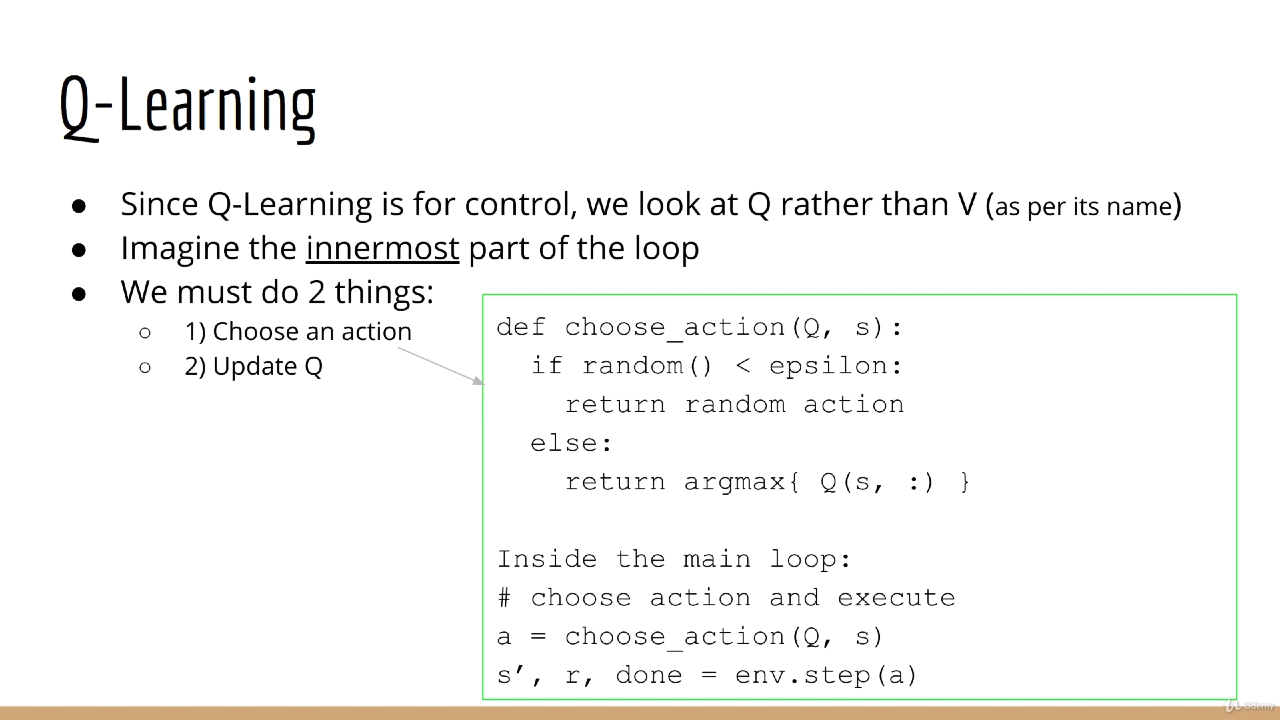 Q-Learning
● Since Q-Learning is for control, we look at Q rather than V (as per its name)
● Imagine the innermost part of the loop
● We must do 2 things:
○ 1) Choose an action
○ 2) Update Q
def choose_action(Q, s):
if random() < epsilon:
return random action
else:
return argmax{ Q(s, :) }
Inside the main loop:
# choose action and execute
a = choose_action(Q, s)
s’, r, done = env.step(a)
Udemy